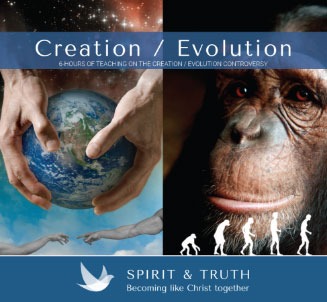 Creation / Evolution
6-HOURS OF TEACHING ON THE CREATION / EVOLUTION CONTROVERSY
SPIRIT & TRUTH
Becoming like Christ together